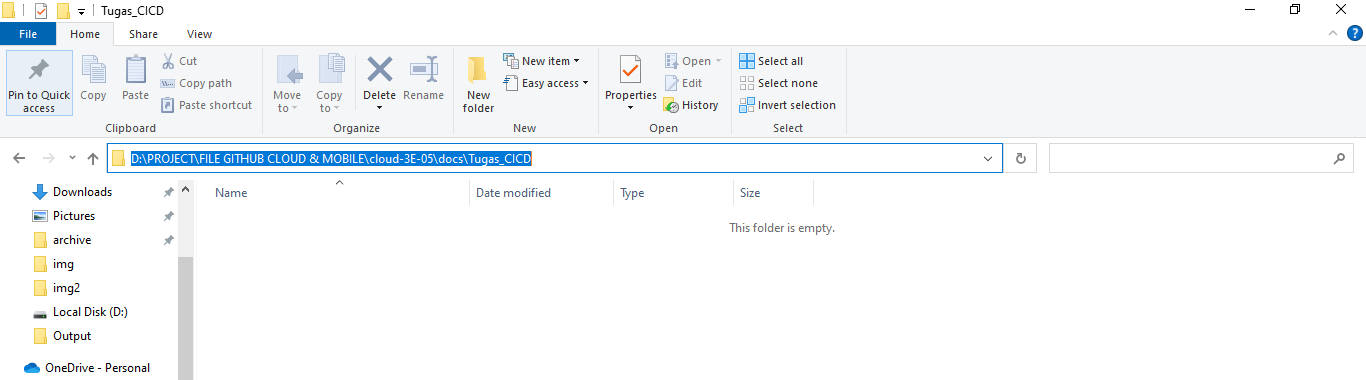 Tugas_CICD
File Home Share View
Pin to Quick access
Copy
Paste
Cut
Copy path
Paste shortcut
Clipboard
Move to
Copy to
Delete
Rename
Organize
New folder
New item
Easy access
New
Properties
Open
Edit
History
Open
Select all
Select none
Invert selection
Select
D:\PROJECT\FILE GITHUB CLOUD & MOBILE\cloud-3E-05\docs\Tugas_CICD
Name Date modified Type Size
This folder is empty.
Downloads
Pictures
archive
img
img2
Local Disk (D:)
Output
OneDrive - Personal